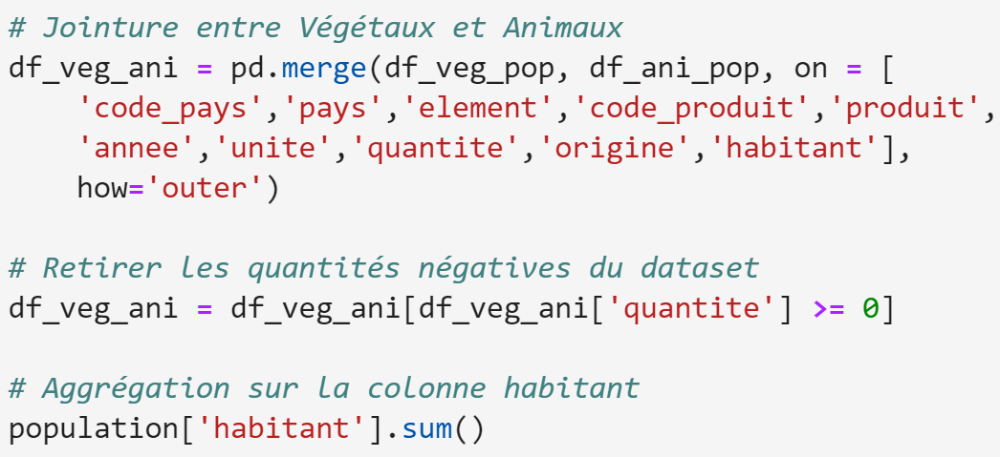 # Jointure entre Végétaux et Animaux
df_veg_ani = pd.merge(df_veg_pop, df_ani_pop, on = [
    'code_pays','pays','element','code_produit','produit',
    'annee','unite','quantite','origine','habitant'],
    how='outer')

# Retirer les quantités négatives du dataset
df_veg_ani = df_veg_ani[df_veg_ani['quantite'] >= 0]

# Aggrégation sur la colonne habitant
population['habitant'].sum()